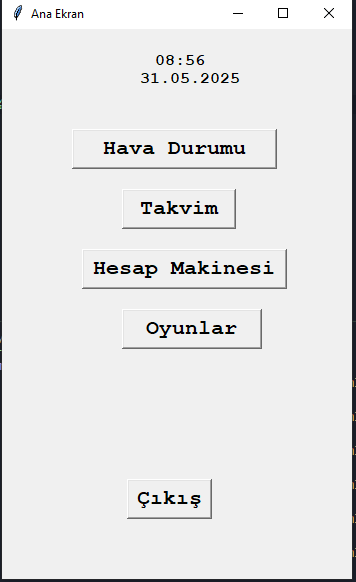 Ana Ekran
08:56
31.05.2025
Hava Durumu
Takvim
Hesap Makinesi
Oyunlar
Çıkış